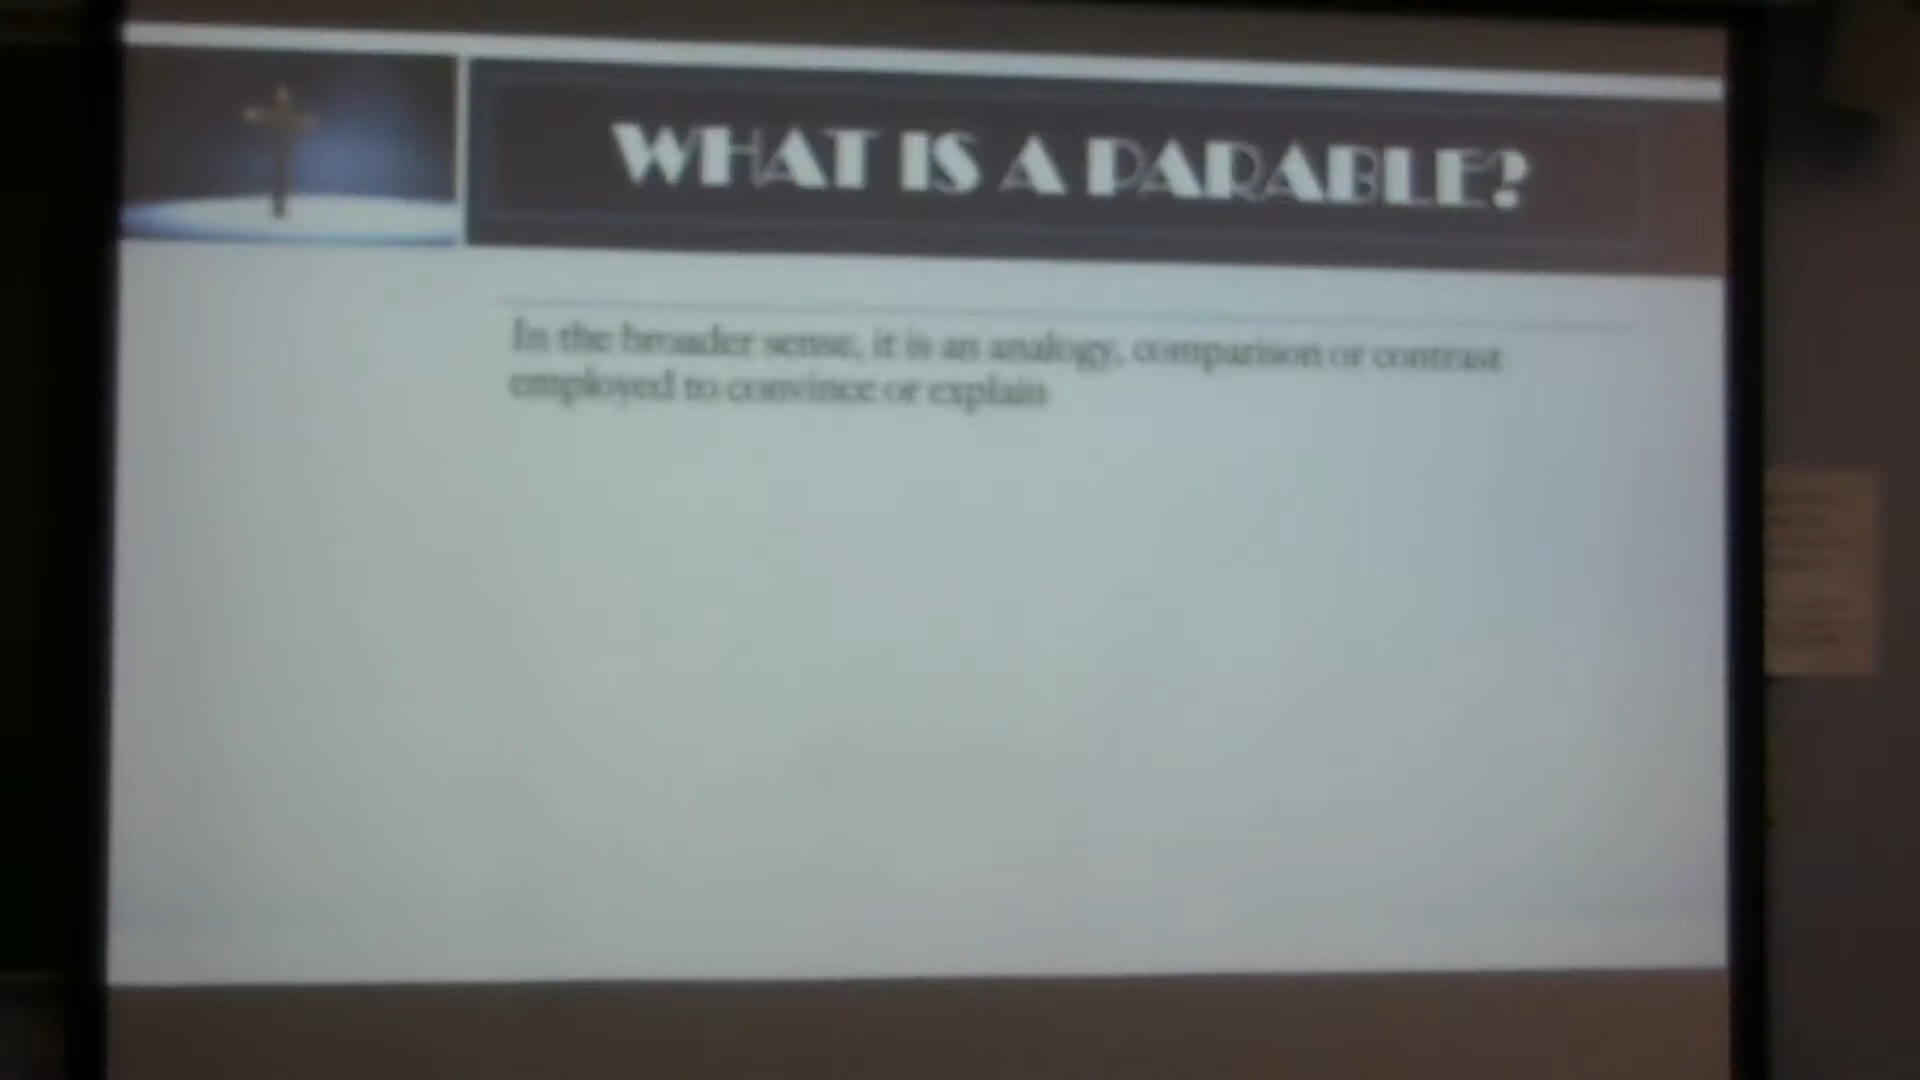 WHAT IS A PARABLE?
In the broader sense, it is an analogy, comparison or contrast
employed to convince or explain